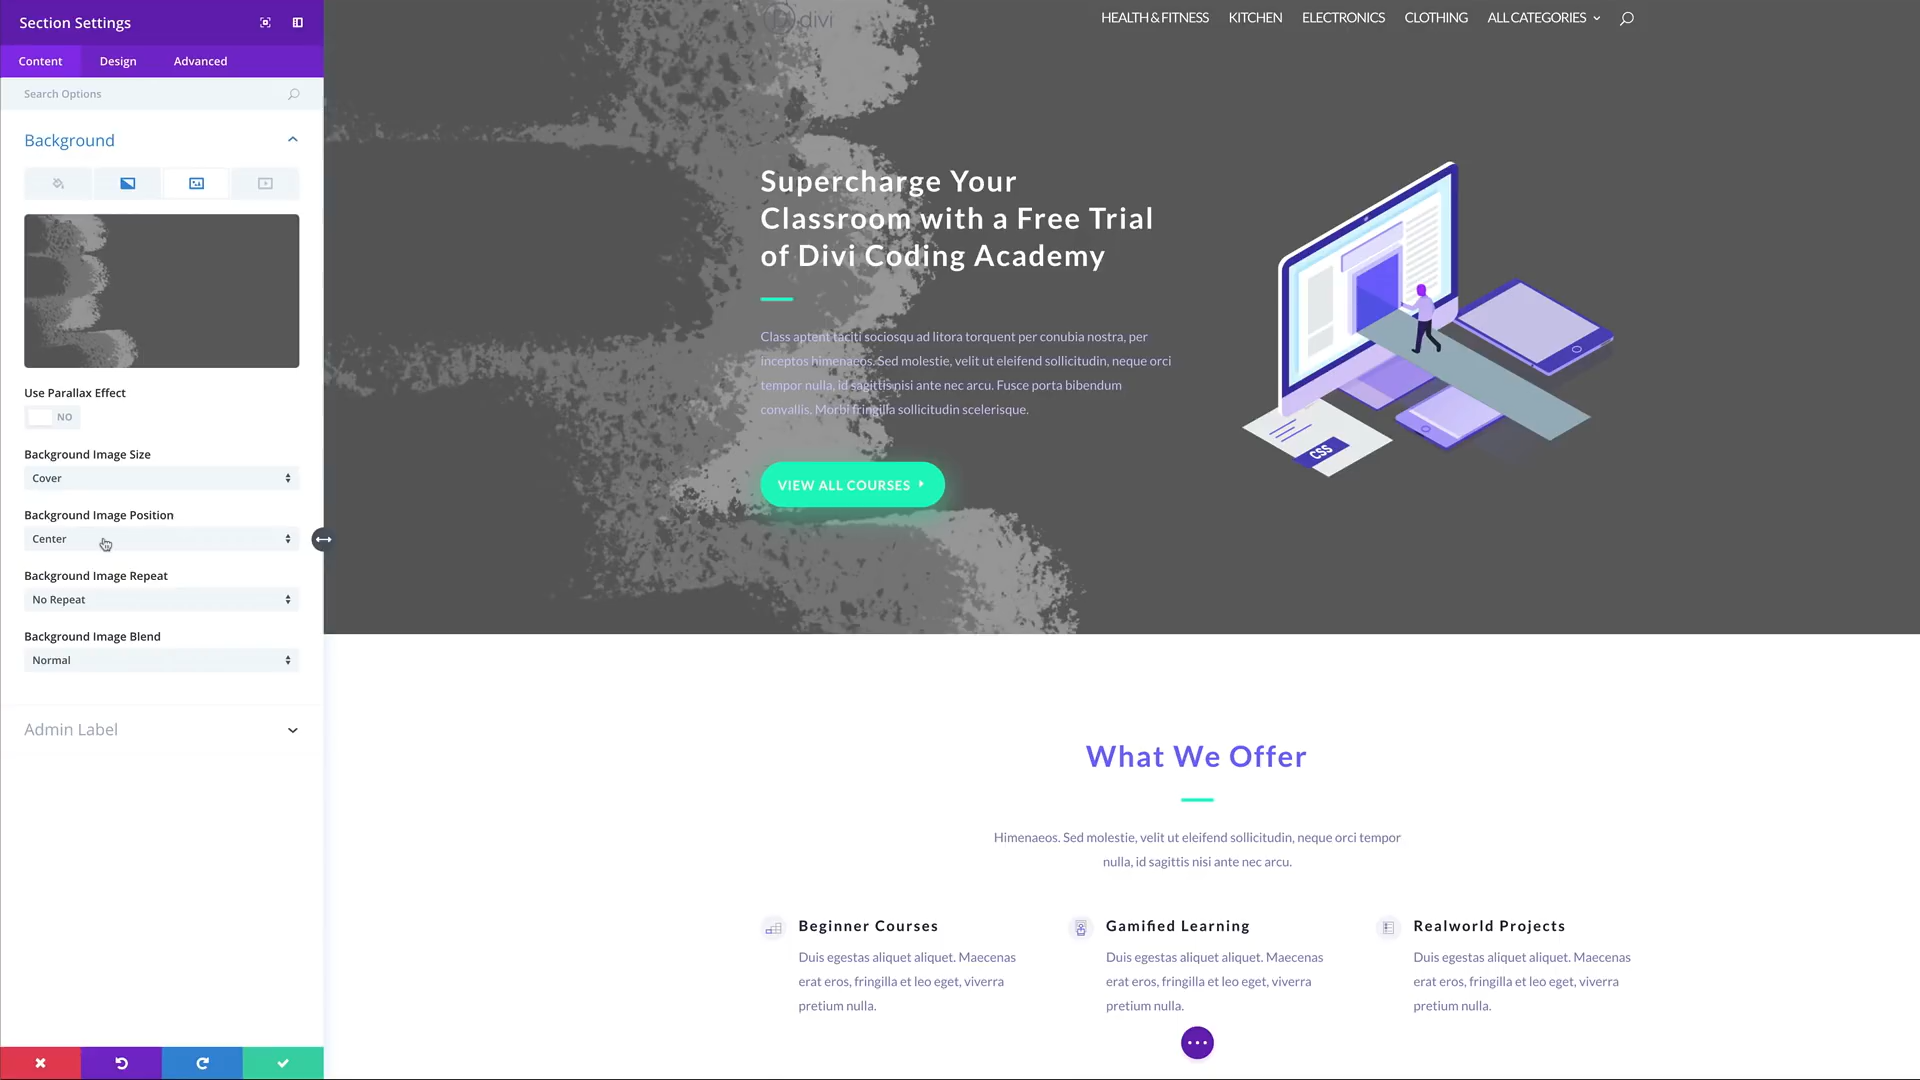 Section Settings
Content
Design
Advanced
Search Options
Background
Use Parallax Effect
NO
Background Image Size
Cover
Background Image Position
Center
Background Image Repeat
No Repeat
Background Image Blend
Normal
Admin Label
divi
HEALTH & FITNESS
KITCHEN
ELECTRONICS
CLOTHING
ALL CATEGORIES
Supercharge Your
Classroom with a Free Trial
of Divi Coding Academy
Class aptent taciti sociosqu ad litora torquent per conubia nostra, per
inceptos himenaeos. Sed molestie, velit ut eleifend sollicitudin, neque orci
tempor nulla, id sagittis nisi ante nec arcu. Fusce porta bibendum
convallis. Morbi fringilla sollicitudin scelerisque.
VIEW ALL COURSES
CSS
What We Offer
Himenaeos. Sed molestie, velit ut eleifend sollicitudin, neque orci tempor
nulla, id sagittis nisi ante nec arcu.
Beginner Courses
Duis egestas aliquet aliquet. Maecenas
erat eros, fringilla et leo eget, viverra
pretium nulla.
Gamified Learning
Duis egestas aliquet aliquet. Maecenas
erat eros, fringilla et leo eget, viverra
pretium nulla.
Realworld Projects
Duis egestas aliquet aliquet. Maecenas
erat eros, fringilla et leo eget, viverra
pretium nulla.